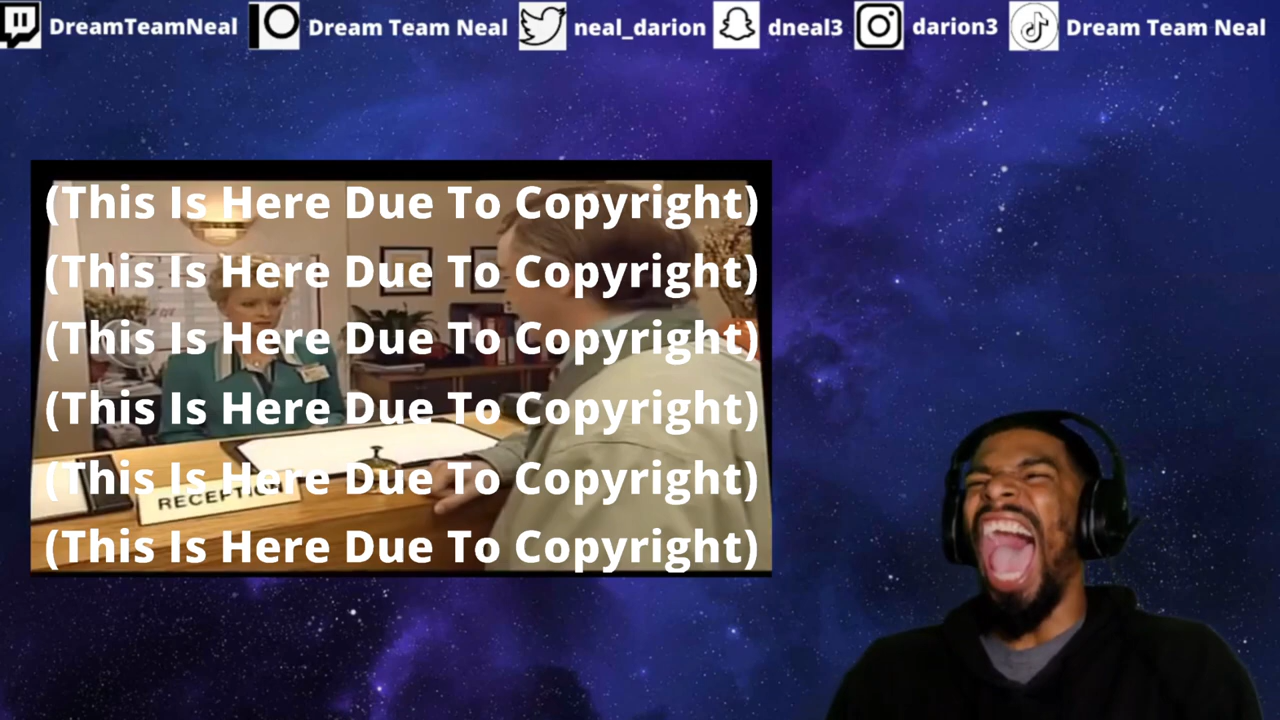 DreamTeamNeal Dream Team Neal neal_darion dneal3 darion3 Dream Team Neal
(This Is Here Due To Copyright)
(This Is Here Due To Copyright)
(This Is Here Due To Copyright)
(This Is Here Due To Copyright)
(This Is Here Due To Copyright)
RECEPTION
(This Is Here Due To Copyright)